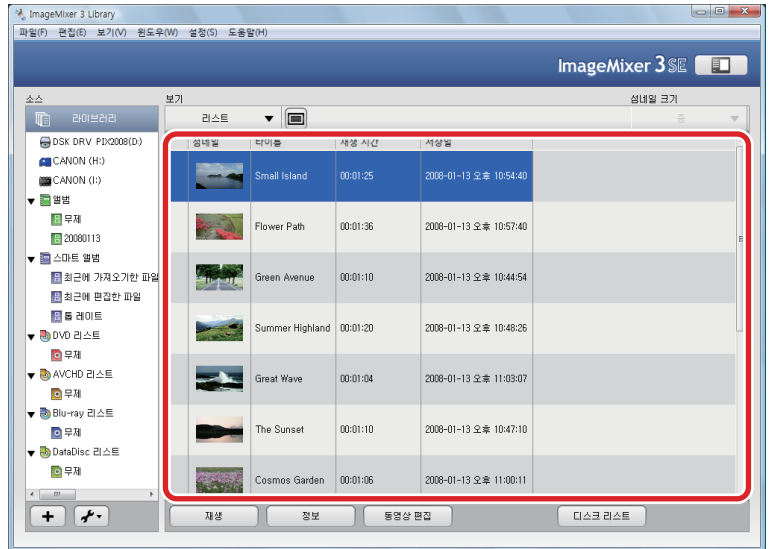 ImageMixer 3 Library
파일(F) 편집(E) 보기(V) 윈도우(W) 설정(S) 도움말(H)
ImageMixer 3 SE
소스
보기
섬네일 크기
라이브러리
리스트
중
DSK DRV PIX2008(D:)
CANON (H:)
CANON (I:)
앨범
무제
20080113
스마트 앨범
최근에 가져오기한 파일
최근에 편집한 파일
톱 레이트
DVD 리스트
무제
AVCHD 리스트
무제
Blu-ray 리스트
무제
DataDisc 리스트
무제
섬네일 타이틀 재생 시간 저장일
Small Island 00:01:25 2008-01-13 오후 10:54:40
Flower Path 00:01:36 2008-01-13 오후 10:57:40
Green Avenue 00:01:10 2008-01-13 오후 10:44:54
Summer Highland 00:01:20 2008-01-13 오후 10:48:26
Great Wave 00:01:04 2008-01-13 오후 11:03:07
The Sunset 00:01:10 2008-01-13 오후 10:47:10
Cosmos Garden 00:01:06 2008-01-13 오후 11:00:11
재생 정보 동영상 편집 디스크 리스트